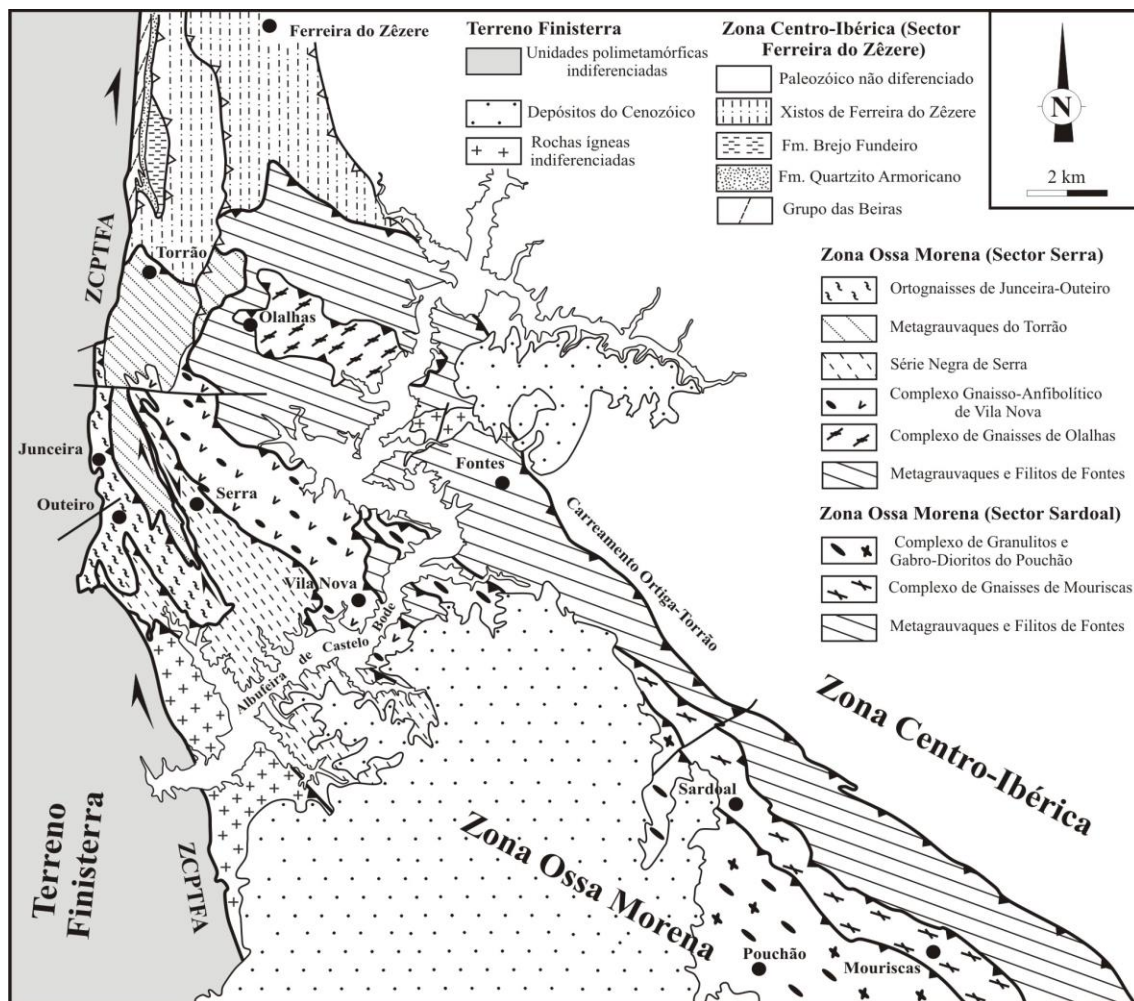 Ferreira do Zêzere
ZCPTFA
Torrão
Olalhas
Junceira
Outeiro
Serra
Fontes
Vila Nova
Albufeira de Castelo Bode
Carreamento Ortiga-Torrão
Zona Centro-Ibérica
Sardoal
Zona Ossa Morena
Terreno
Finisterra
ZCPTFA
Pouchão
Mouriscas
Terreno Finisterra
Unidades polimetamórficas
indiferenciadas
Depósitos do Cenozóico
Rochas ígneas
indiferenciadas
Zona Centro-Ibérica (Sector
Ferreira do Zêzere)
Paleozóico não diferenciado
Xistos de Ferreira do Zêzere
Fm. Brejo Fundeiro
Fm. Quartzito Armoricano
Grupo das Beiras
N
2 km
Zona Ossa Morena (Sector Serra)
Ortognaisses de Junceira-Outeiro
Metagrauvaques do Torrão
Série Negra de Serra
Complexo Gnaisso-Anfibolítico
de Vila Nova
Complexo de Gnaisses de Olalhas
Metagrauvaques e Filitos de Fontes
Zona Ossa Morena (Sector Sardoal)
Complexo de Granulitos e
Gabro-Dioritos do Pouchão
Complexo de Gnaisses de Mouriscas
Metagrauvaques e Filitos de Fontes